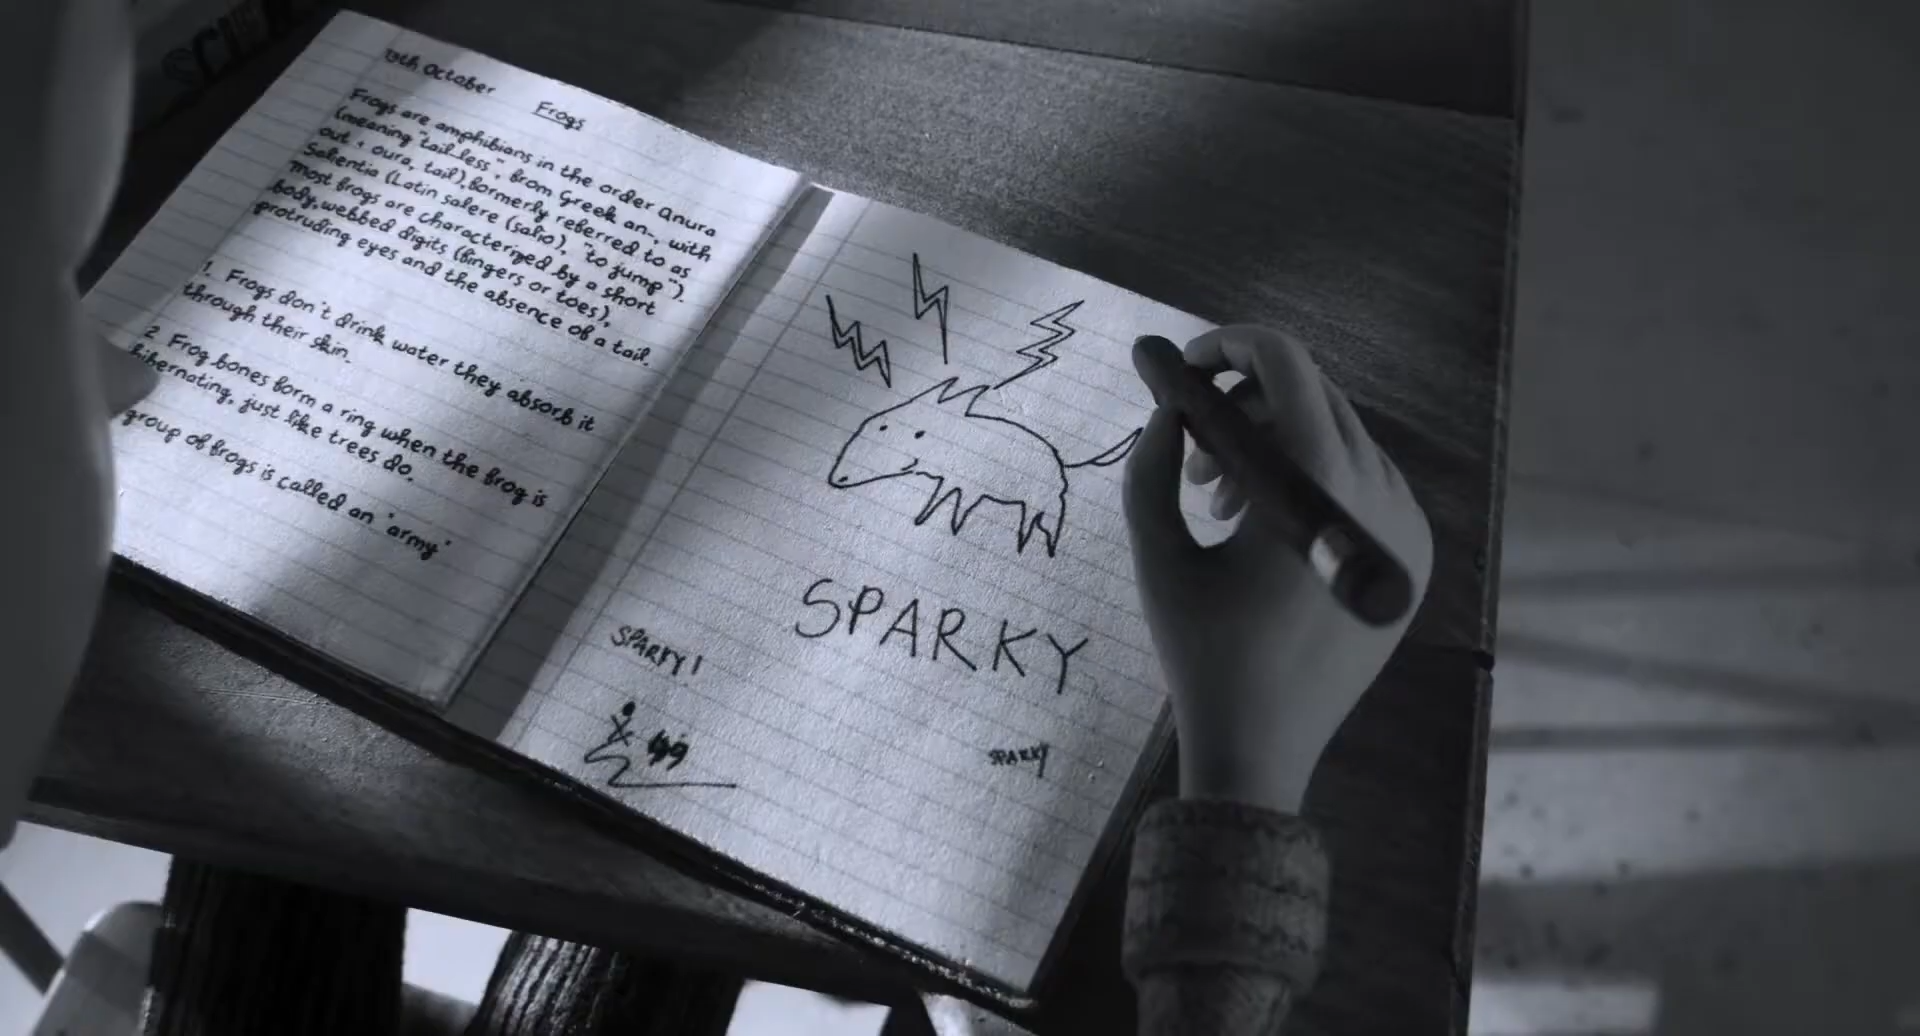 13th October
Frogs
Frogs are amphibians in the order Anura
(meaning "tail-less", from Greek an-, with
out + oura, tail), formerly referred to as
Salientia (Latin salere (salio), "to jump").
most frogs are characterized by a short
body, webbed digits (fingers or toes),
protruding eyes and the absence of a tail.
1. Frogs don't drink water they absorb it
through their skin.
2 Frog bones form a ring when the frog is
hibernating, just like trees do.
group of frogs is called an "army"
SPARKY
SPARKY!
SPARKY